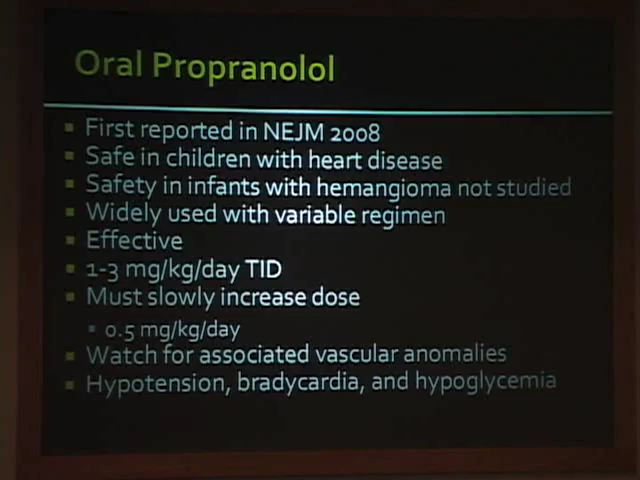 Oral Propranolol
First reported in NEJM 2008
Safe in children with heart disease
Safety in infants with hemangioma not studied
Widely used with variable regimen
Effective
1-3 mg/kg/day TID
Must slowly increase dose
0.5 mg/kg/day
Watch for associated vascular anomalies
Hypotension, bradycardia, and hypoglycemia